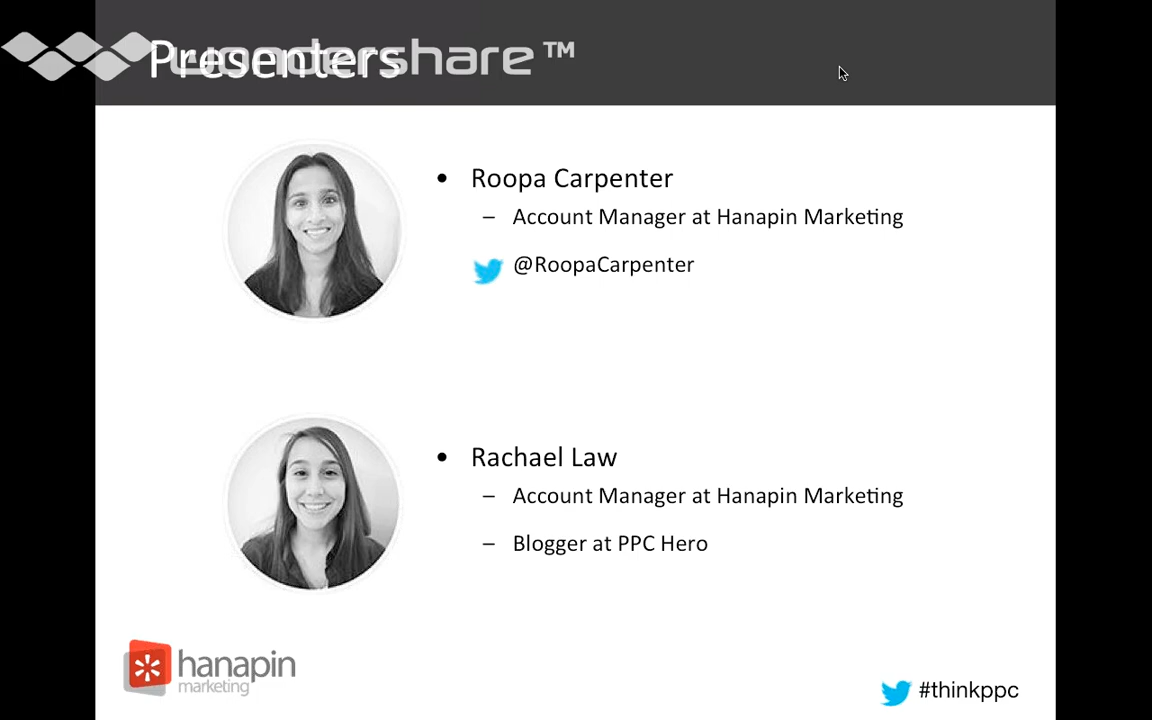 Presenters
wondershare™
• Roopa Carpenter
– Account Manager at Hanapin Marketing
@RoopaCarpenter
• Rachael Law
– Account Manager at Hanapin Marketing
– Blogger at PPC Hero
hanapin
marketing
#thinkppc